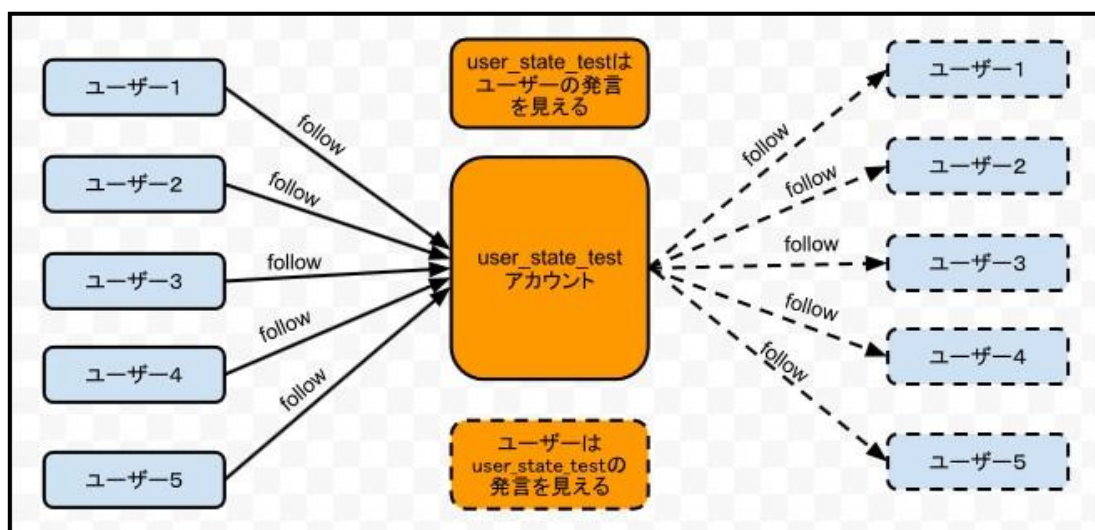 ユーザー1
ユーザー2
ユーザー3
ユーザー4
ユーザー5
follow
follow
follow
follow
follow
user_state_testは
ユーザーの発言
を見える
user_state_test
アカウント
ユーザーは
user_state_testの
発言を見える
follow
follow
follow
follow
follow
ユーザー1
ユーザー2
ユーザー3
ユーザー4
ユーザー5